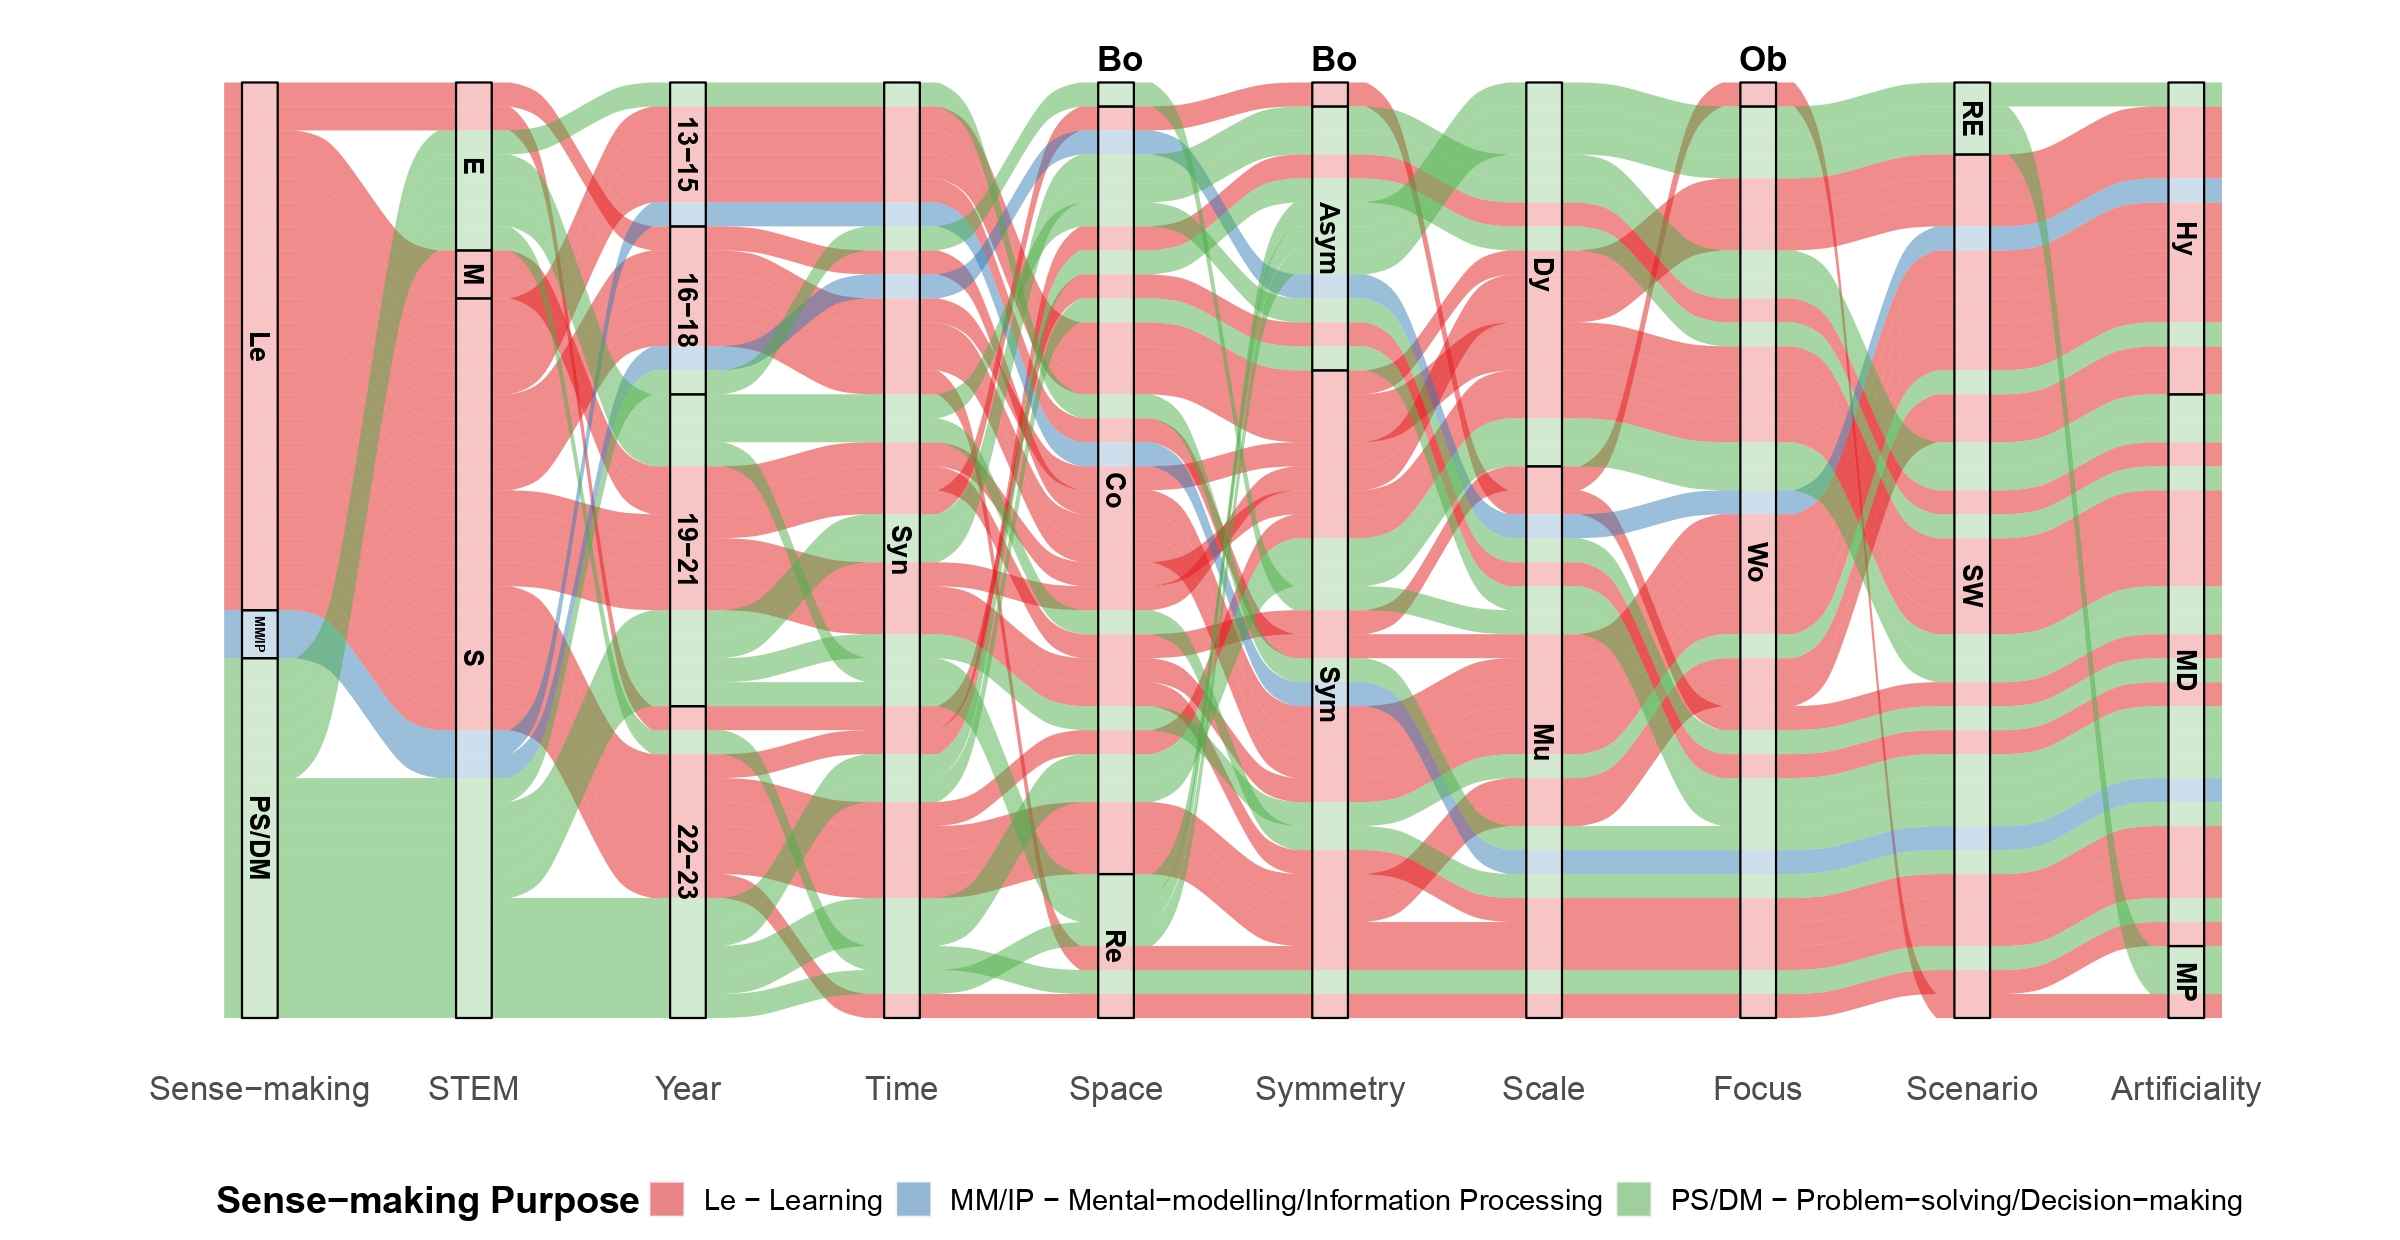 Bo
Bo
Ob
Le
MM/IP
PS/DM
E
M
S
13−15
16−18
19−21
22−23
Syn
Co
Re
Asym
Sym
Dy
Mu
Wo
RE
SW
Hy
MD
MP
Sense−making
STEM
Year
Time
Space
Symmetry
Scale
Focus
Scenario
Artificiality
Sense−making Purpose
Le − Learning
MM/IP − Mental−modelling/Information Processing
PS/DM − Problem−solving/Decision−making